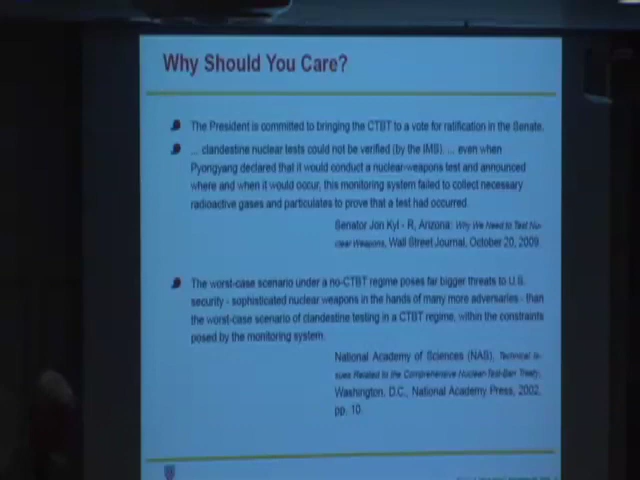 Why Should You Care?
The President is committed to bringing the CTBT to a vote for ratification in the Senate.
... clandestine nuclear tests could not be verified (by the IMS). ... even when
Pyongyang declared that it would conduct a nuclear-weapons test and announced
where and when it would occur, this monitoring system failed to collect necessary
radioactive gases and particulates to prove that a test had occurred.
Senator Jon Kyl - R, Arizona: Why We Need to Test Nu-
clear Weapons, Wall Street Journal, October 20, 2009.
The worst-case scenario under a no-CTBT regime poses far bigger threats to U.S.
security - sophisticated nuclear weapons in the hands of many more adversaries - than
the worst-case scenario of clandestine testing in a CTBT regime, within the constraints
posed by the monitoring system.
National Academy of Sciences (NAS), Technical Is-
sues Related to the Comprehensive Nuclear-Test-Ban Treaty,
Washington, D.C., National Academy Press, 2002,
pp. 10.